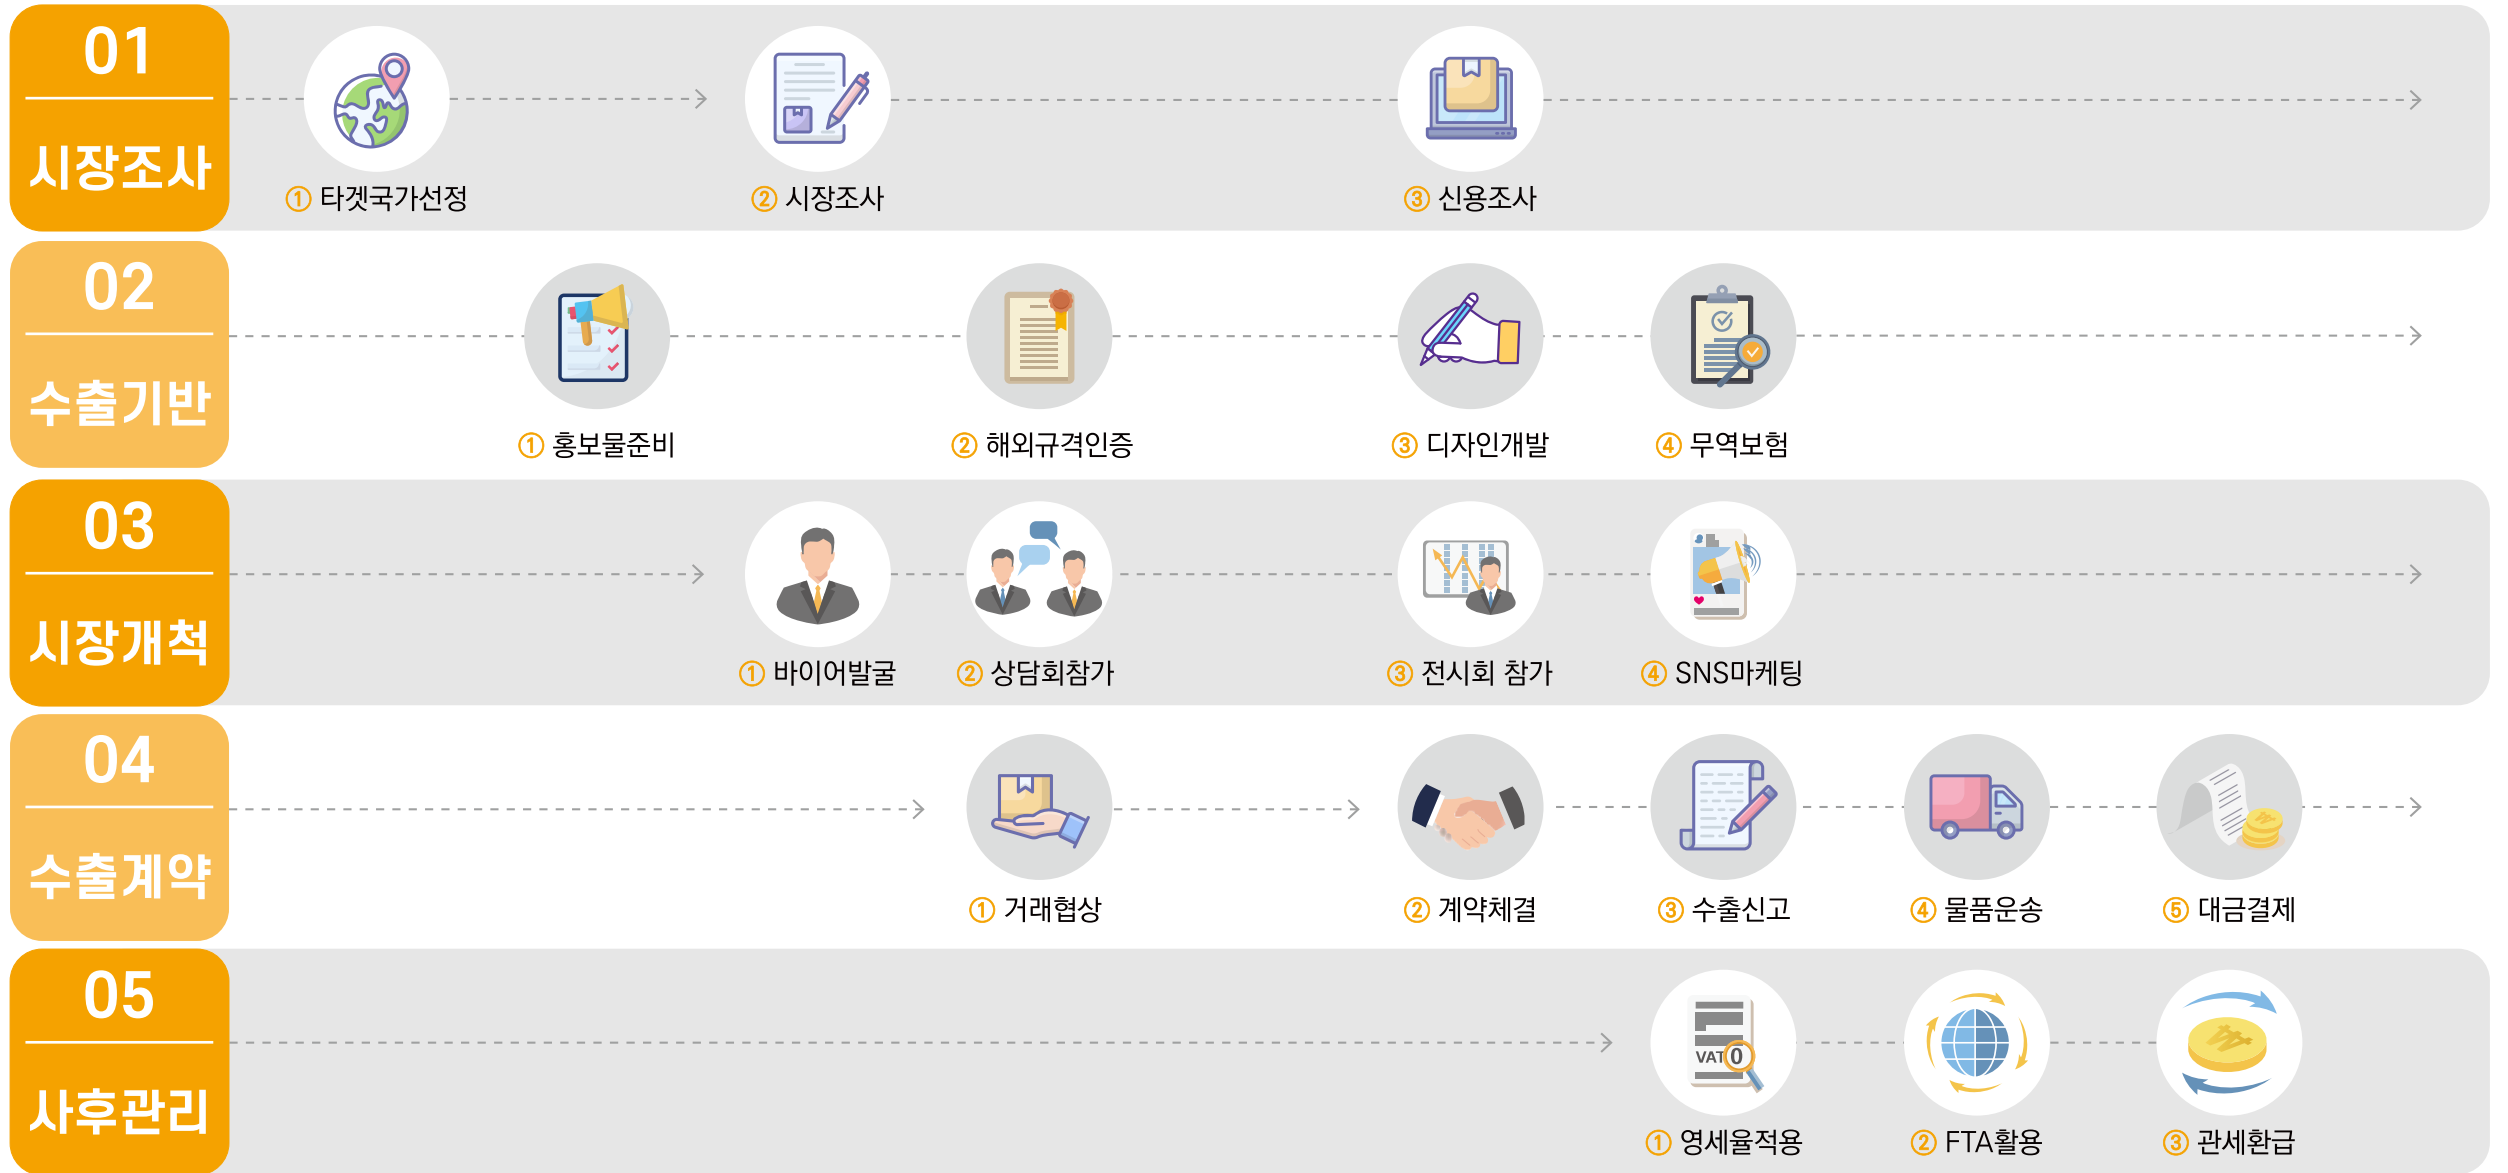 01
시장조사
① 타겟국가선정
② 시장조사
③ 신용조사
02
수출기반
① 홍보물준비
② 해외규격인증
③ 디자인개발
④ 무역보험
03
시장개척
① 바이어발굴
② 상담회 참가
③ 전시회 참가
④ SNS마케팅
04
수출계약
① 거래협상
② 계약체결
③ 수출신고
④ 물품운송
⑤ 대금결제
05
사후관리
VAT 0
① 영세율적용
② FTA활용
③ 관세환급